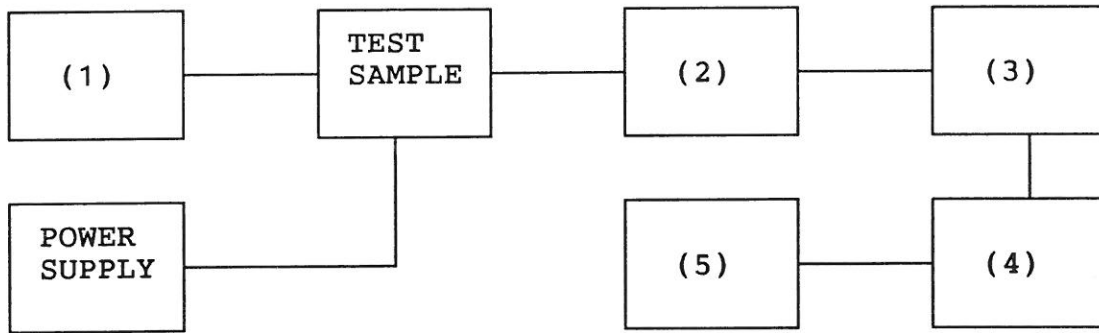 (1)
TEST
SAMPLE
(2)
(3)
POWER
SUPPLY
(5)
(4)